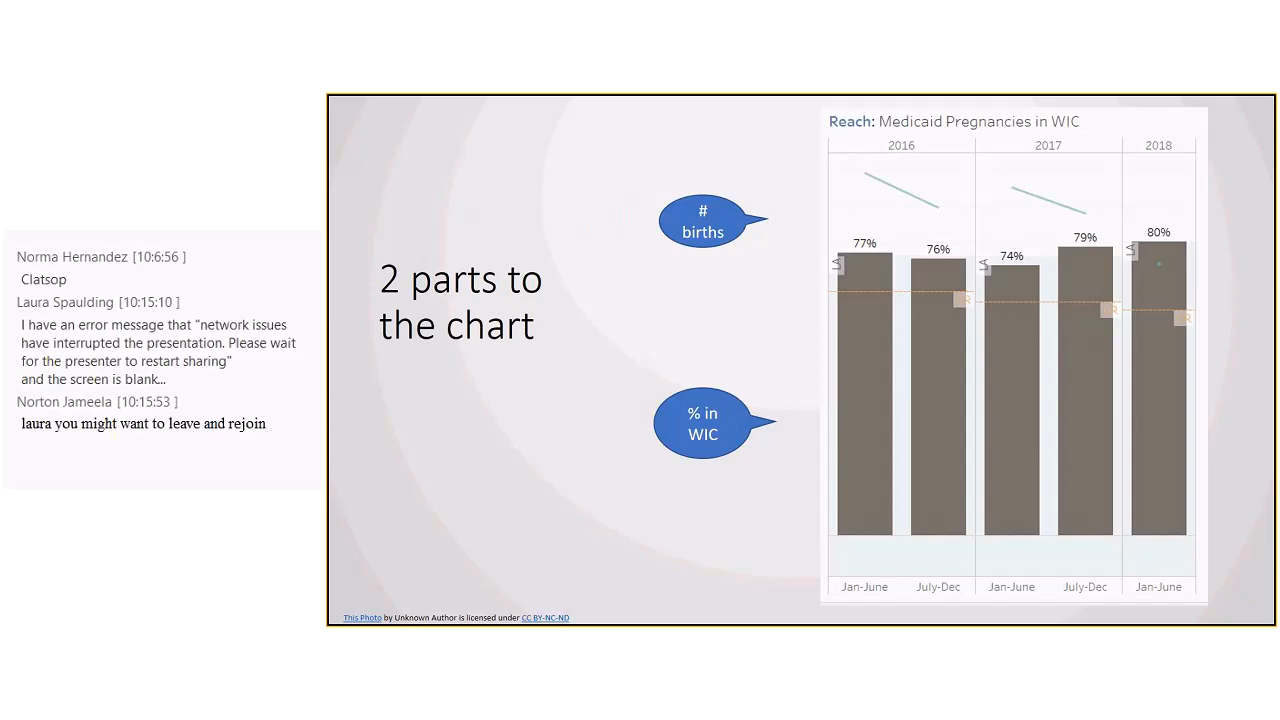 Norma Hernandez [10:6:56 ]
Clatsop
Laura Spaulding [10:15:10 ]
I have an error message that "network issues
have interrupted the presentation. Please wait
for the presenter to restart sharing"
and the screen is blank...
Norton Jameela [10:15:53 ]
laura you might want to leave and rejoin
2 parts to
the chart
#
births
% in
WIC
Reach: Medicaid Pregnancies in WIC
2016 2017 2018
77% 76% 74% 79% 80%
LA LA LA
R R R
Jan-June July-Dec Jan-June July-Dec Jan-June
This Photo by Unknown Author is licensed under CC BY-NC-ND